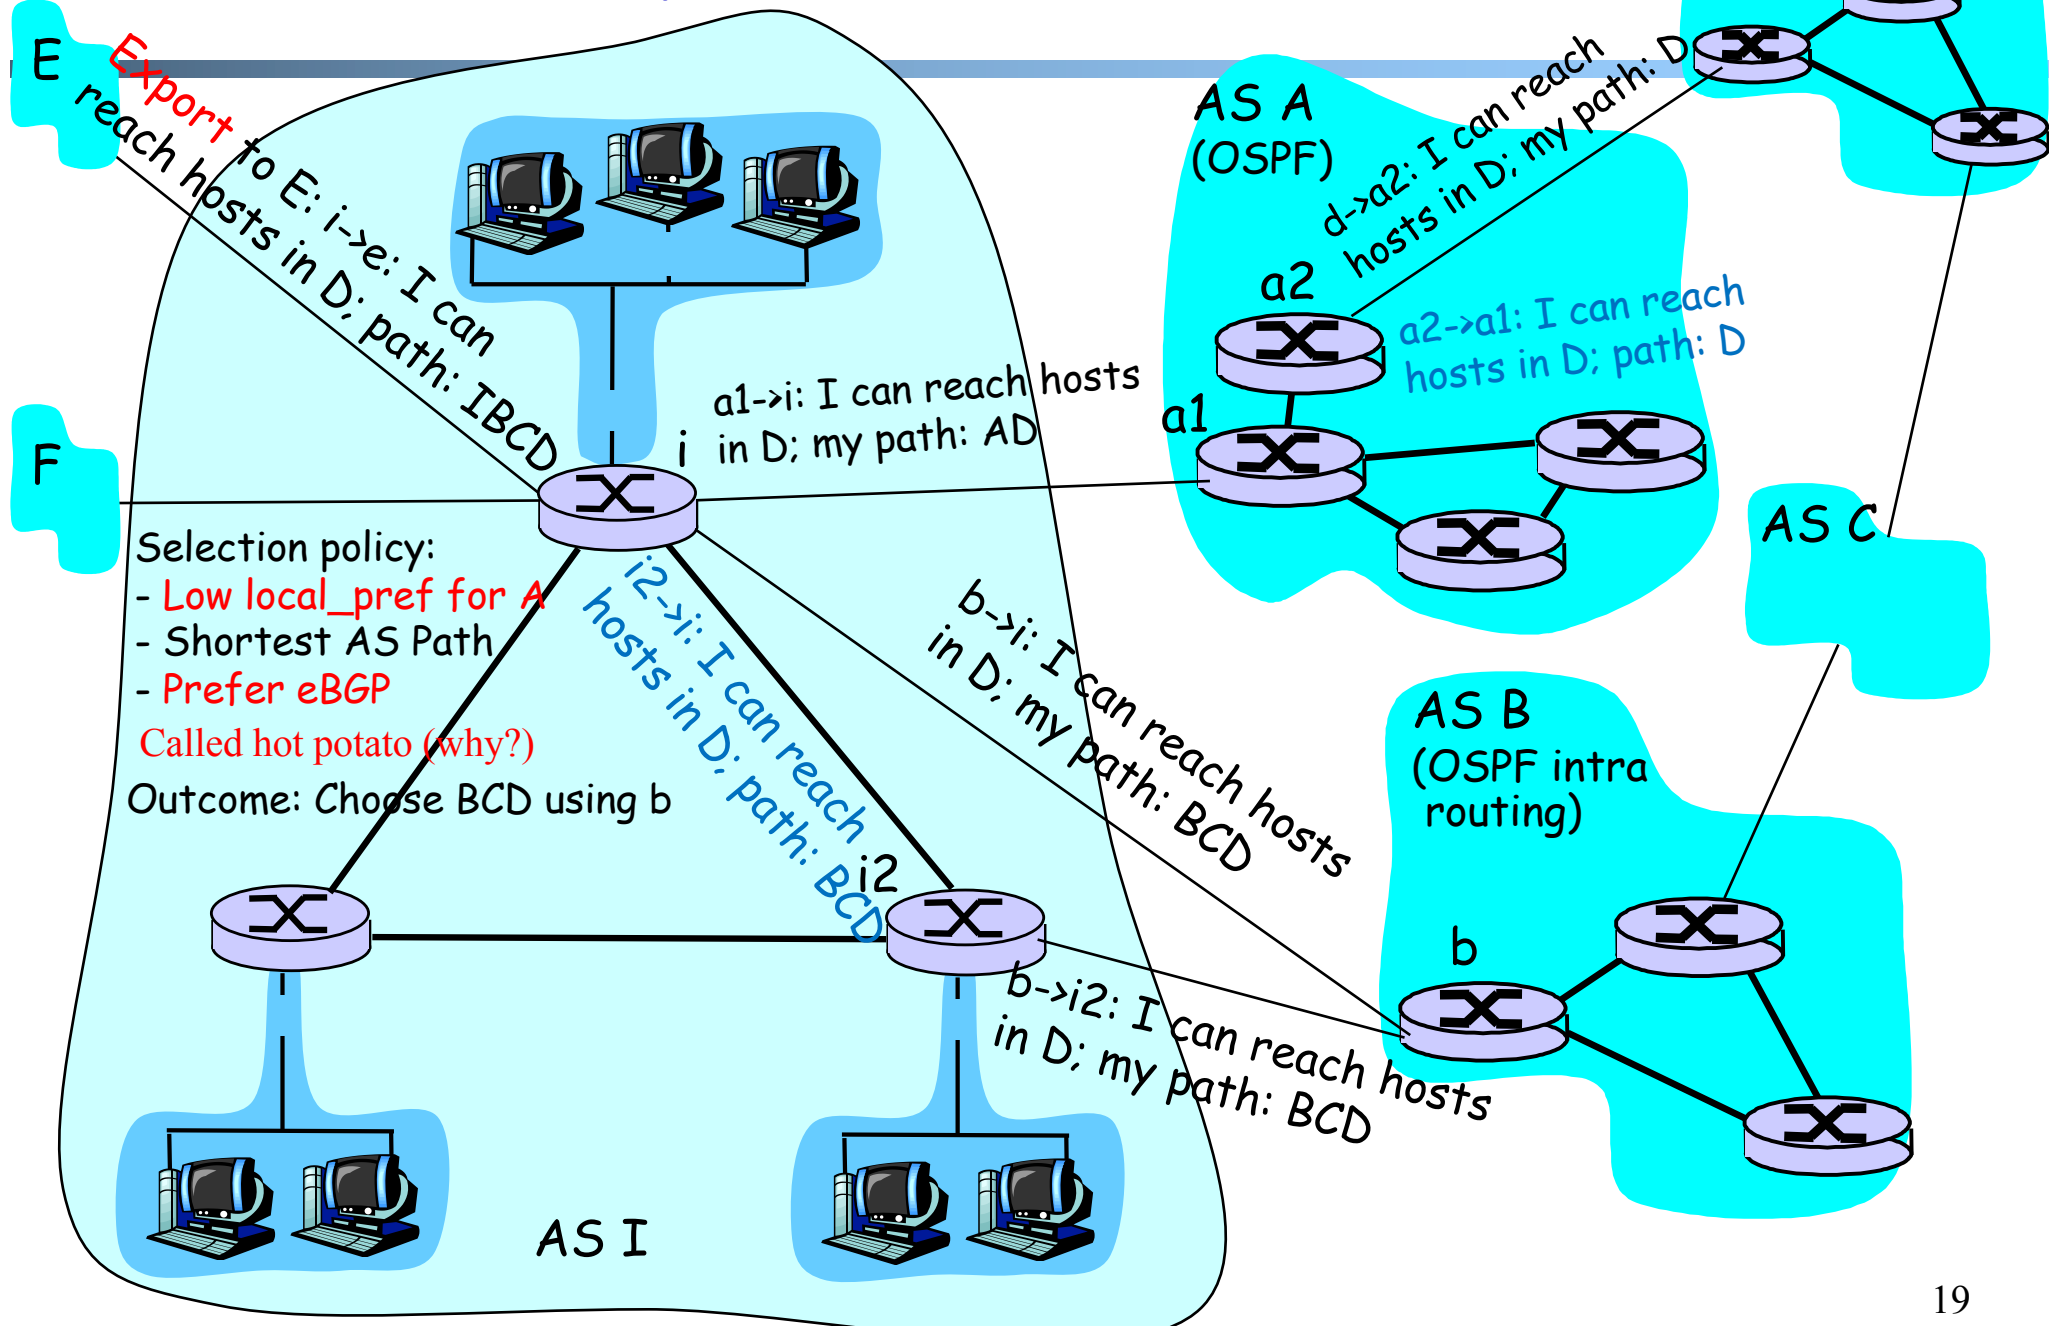 E
Export to E: i->e: I can
reach hosts in D; path: IBCD
F
i
a1->i: I can reach hosts
in D; my path: AD
AS A
(OSPF)
d->a2: I can reach
hosts in D; my path: D
a2
a2->a1: I can reach
hosts in D; path: D
a1
Selection policy:
- Low local_pref for A
- Shortest AS Path
- Prefer eBGP
Called hot potato (why?)
Outcome: Choose BCD using b
i2->i: I can reach
hosts in D; path: BCD
i2
b->i: I can reach hosts
in D; my path: BCD
AS C
AS B
(OSPF intra
routing)
b
b->i2: I can reach hosts
in D; my path: BCD
AS I
19